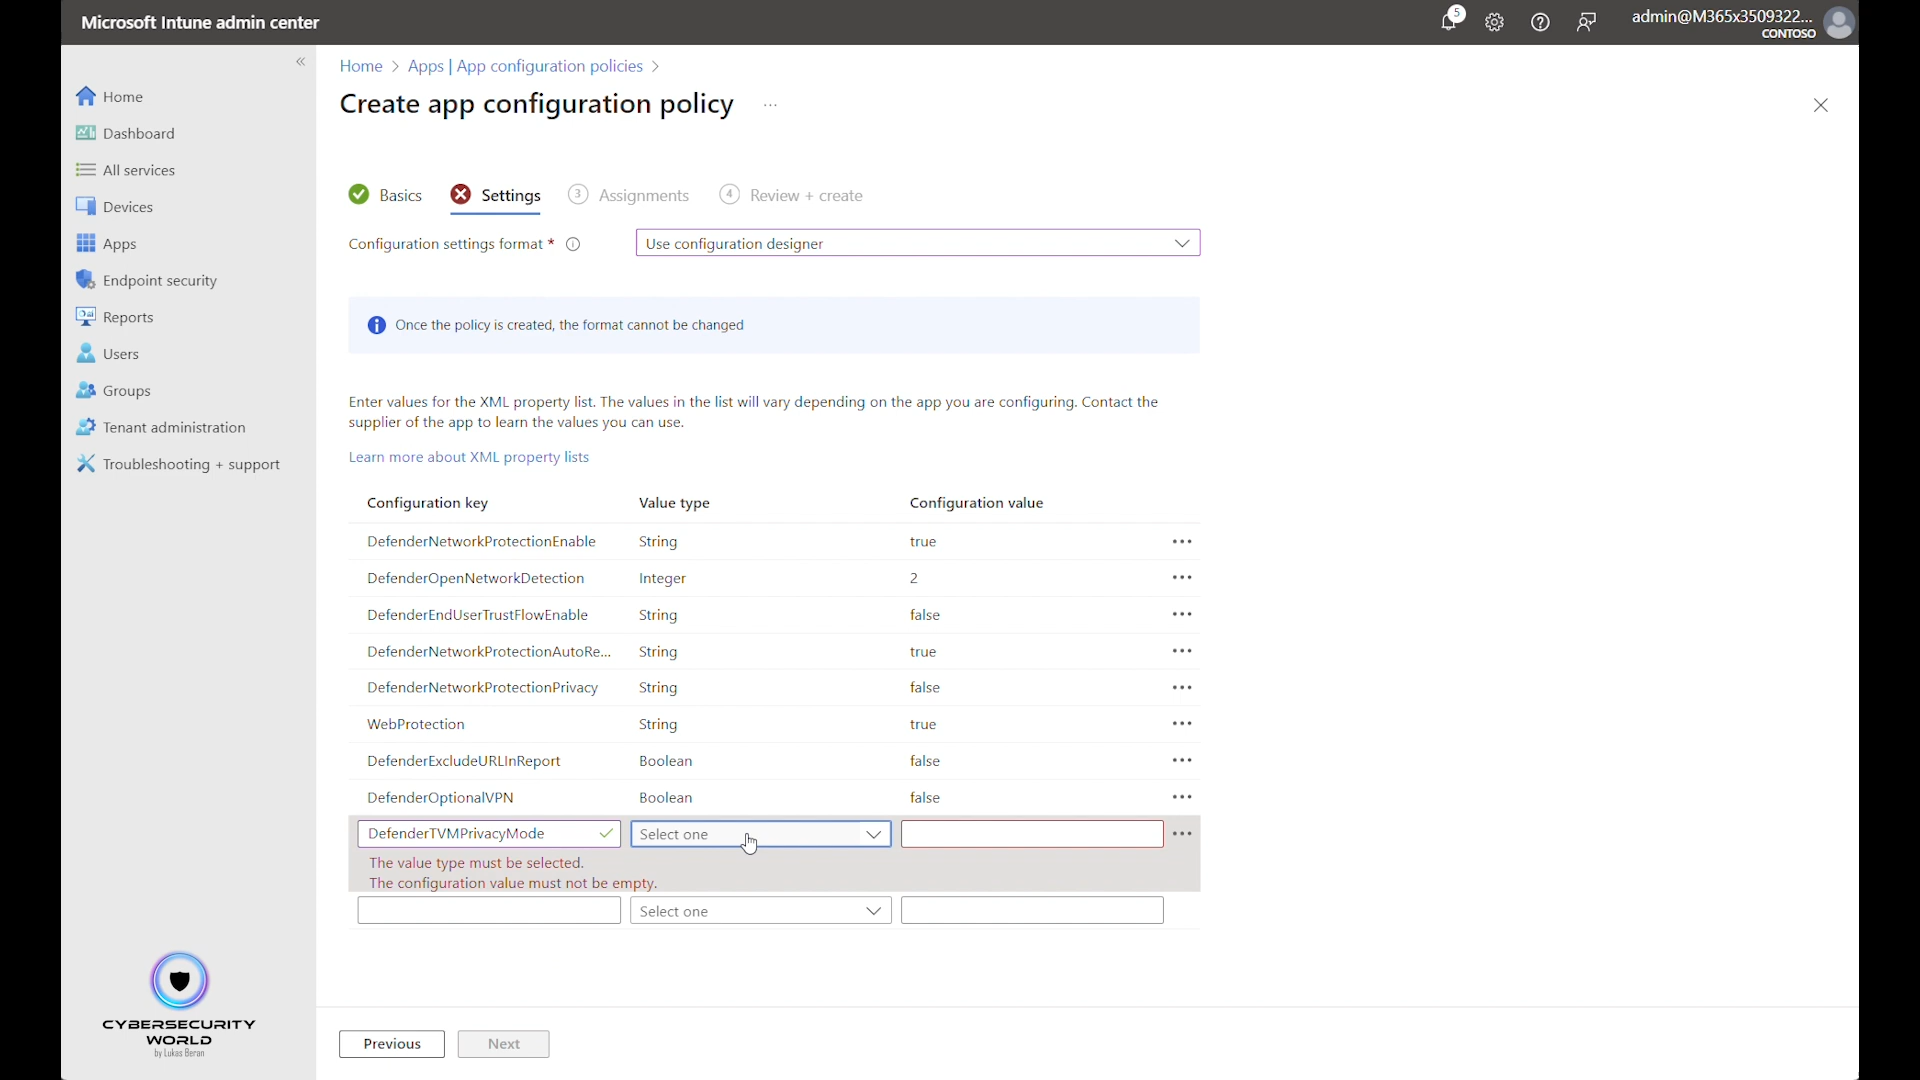 Microsoft Intune admin center
5
admin@M365x3509322...
CONTOSO
«
Home
Dashboard
All services
Devices
Apps
Endpoint security
Reports
Users
Groups
Tenant administration
Troubleshooting + support
CYBERSECURITY
WORLD
by Lukas Beran
Home > Apps | App configuration policies >
Create app configuration policy ...
Basics
Settings
3 Assignments
4 Review + create
Configuration settings format *
Use configuration designer
Once the policy is created, the format cannot be changed
Enter values for the XML property list. The values in the list will vary depending on the app you are configuring. Contact the
supplier of the app to learn the values you can use.
Learn more about XML property lists
Configuration key Value type Configuration value
DefenderNetworkProtectionEnable String true ...
DefenderOpenNetworkDetection Integer 2 ...
DefenderEndUserTrustFlowEnable String false ...
DefenderNetworkProtectionAutoRe... String true ...
DefenderNetworkProtectionPrivacy String false ...
WebProtection String true ...
DefenderExcludeURLInReport Boolean false ...
DefenderOptionalVPN Boolean false ...
DefenderTVMPrivacyMode Select one ...
The value type must be selected.
The configuration value must not be empty.
Select one
Previous
Next